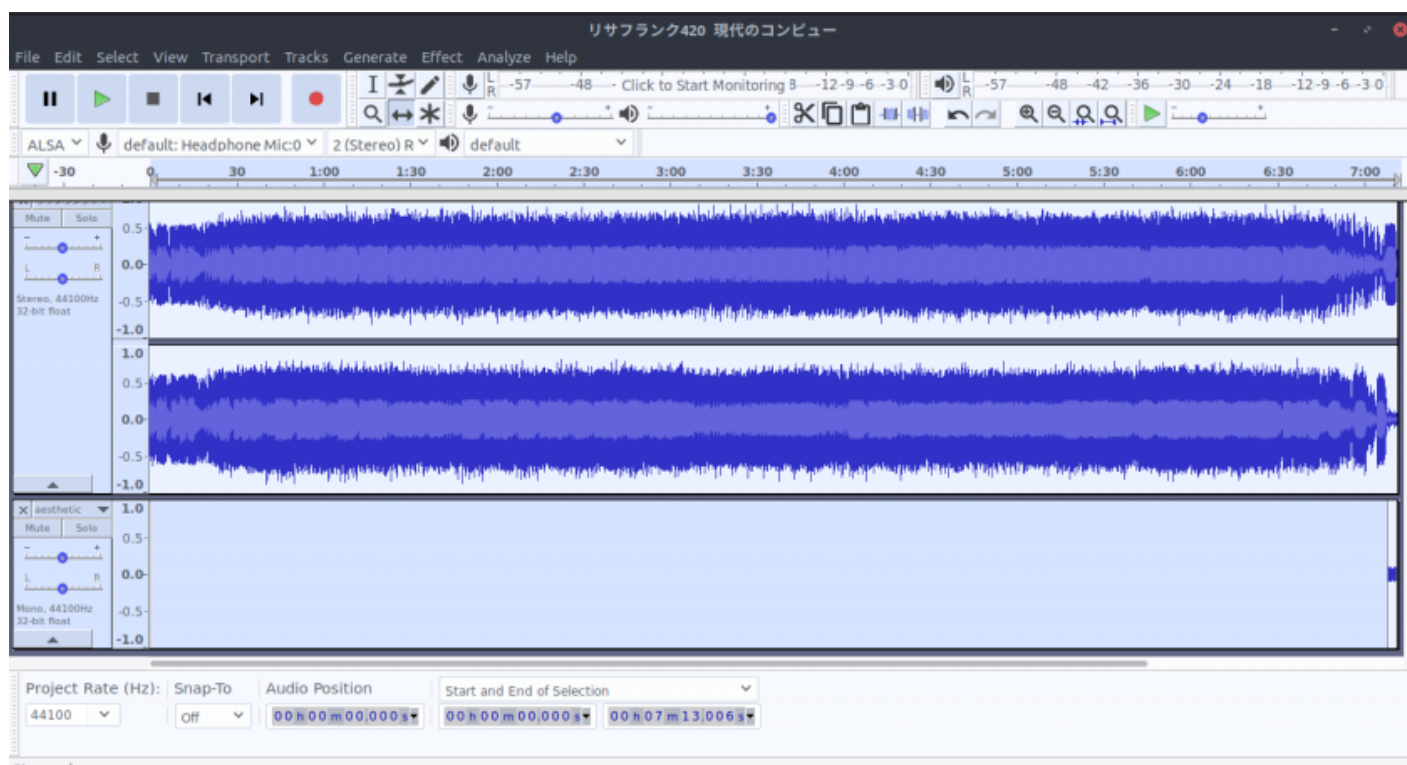 リサフランク420 現代のコンピュー
File Edit Select View Transport Tracks Generate Effect Analyze Help
L R -57 -48 - Click to Start Monitoring 8 -12 -9 -6 -3 0
L R -57 -48 -42 -36 -30 -24 -18 -12 -9 -6 -3 0
ALSA default: Headphone Mic:0 2 (Stereo) R default
-30 0 30 1:00 1:30 2:00 2:30 3:00 3:30 4:00 4:30 5:00 5:30 6:00 6:30 7:00
Mute Solo
- +
L R
Stereo, 44100Hz
32-bit float
0.5
0.0
-0.5
-1.0
1.0
0.5
0.0
-0.5
-1.0
aesthetic
Mute Solo
- +
L R
Mono, 44100Hz
32-bit float
1.0
0.5
0.0
-0.5
-1.0
Project Rate (Hz): Snap-To Audio Position Start and End of Selection
44100 Off 00 h 00 m 00.000 s 00 h 00 m 00.000 s 00 h 07 m 13.006 s